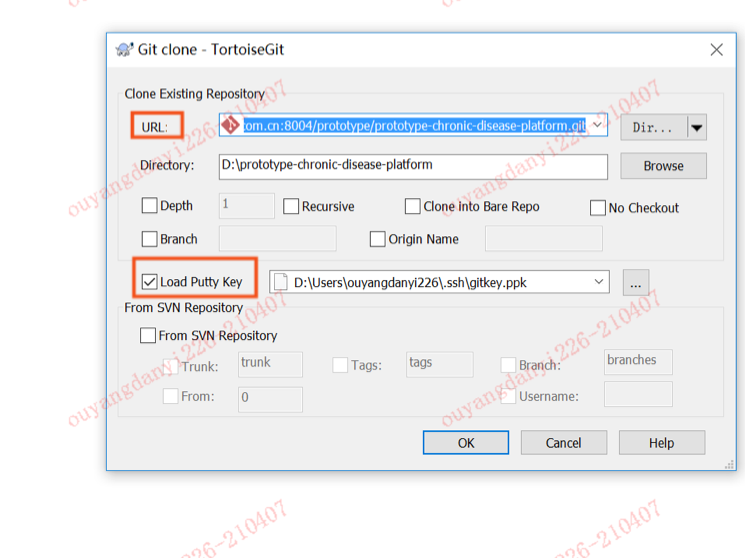 Git clone - TortoiseGit
Clone Existing Repository
URL: com.cn:8004/prototype/prototype-chronic-disease-platform.git Dir...
Directory: D:\prototype-chronic-disease-platform Browse
Depth 1 Recursive Clone into Bare Repo No Checkout
Branch Origin Name
Load Putty Key D:\Users\ouyangdanyi226\.ssh\gitkey.ppk ...
From SVN Repository
From SVN Repository
Trunk: trunk Tags: tags Branch: branches
From: 0 Username:
OK Cancel Help
ouyangdanyi226-210407
ouyangdanyi226-210407
ouyangdanyi226-210407
ouyangdanyi226-210407
26-210407
26-210407